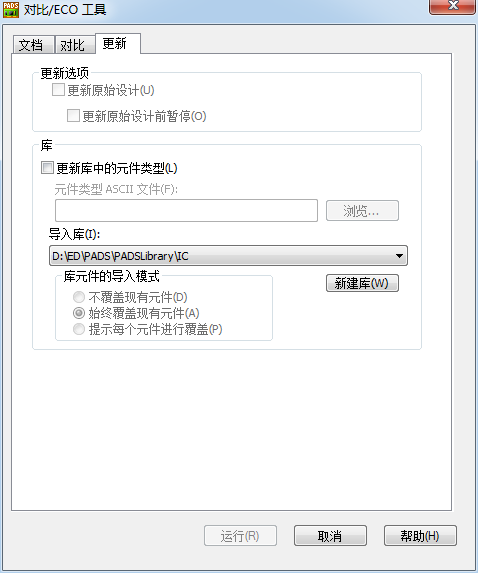 PADS
对比/ECO 工具
文档 对比 更新
更新选项
更新原始设计(U)
更新原始设计前暂停(O)
库
更新库中的元件类型(L)
元件类型 ASCII 文件(F):
浏览...
导入库(I):
D:\ED\PADS\PADSLibrary\IC
库元件的导入模式
新建库(W)
不覆盖现有元件(D)
始终覆盖现有元件(A)
提示每个元件进行覆盖(P)
运行(R) 取消 帮助(H)